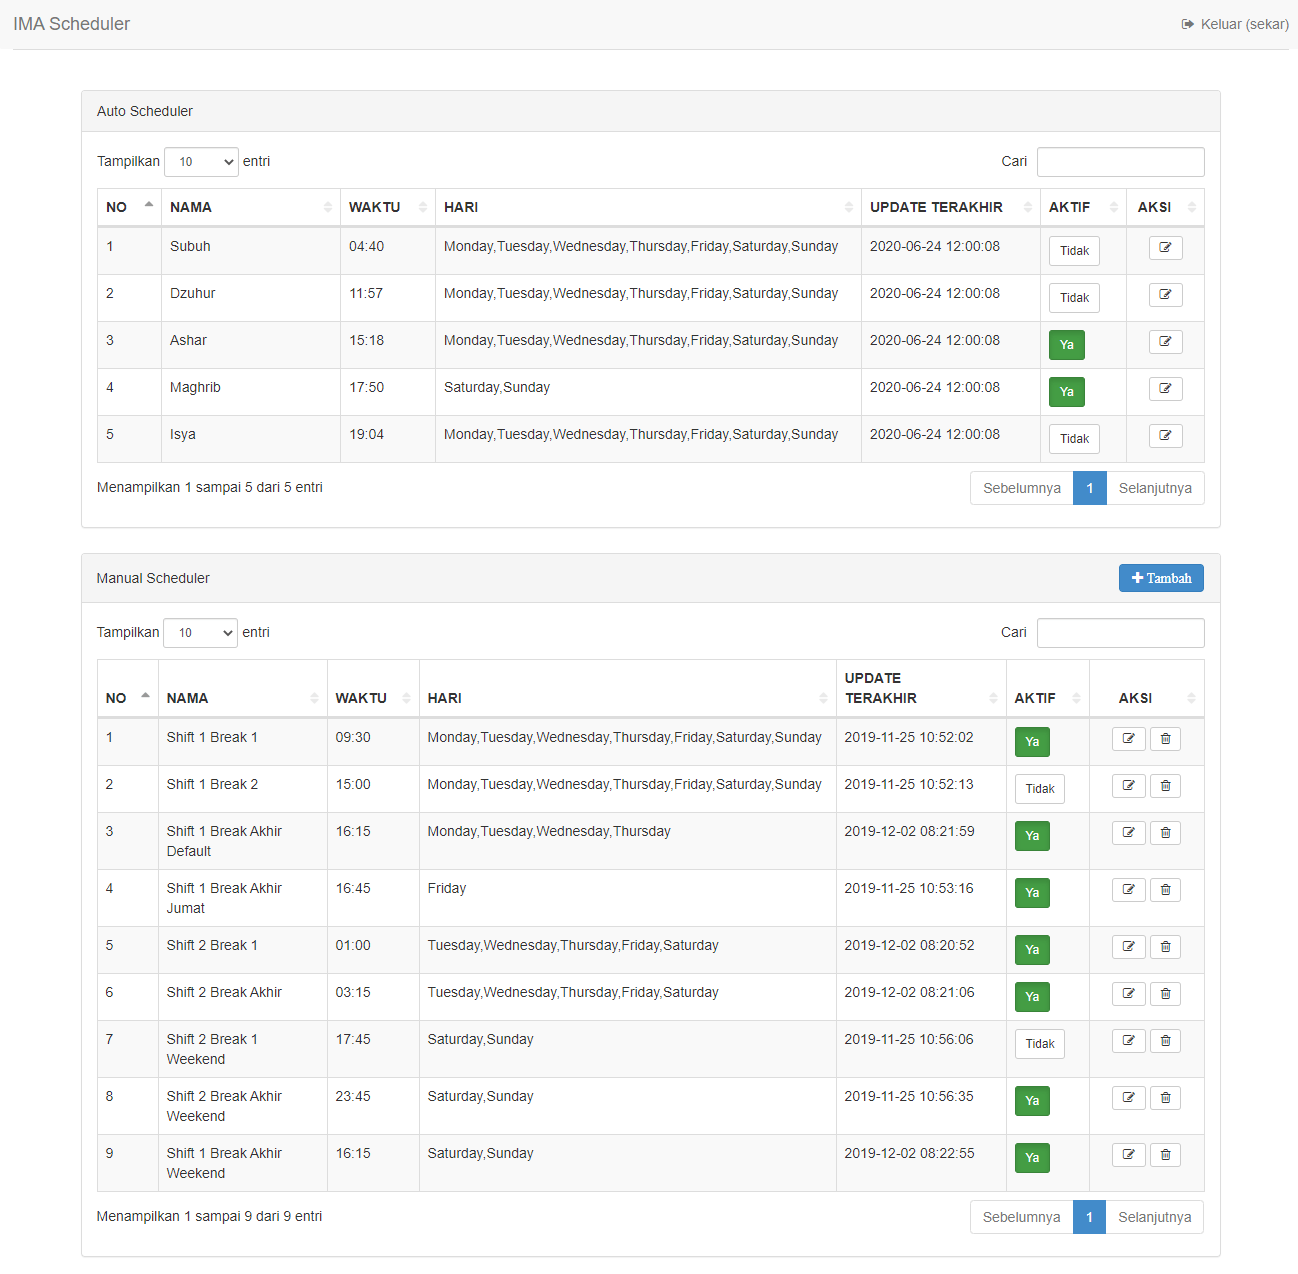 IMA Scheduler
Keluar (sekar)
Auto Scheduler
Tampilkan 10 entri
Cari
NO NAMA WAKTU HARI UPDATE TERAKHIR AKTIF AKSI
1 Subuh 04:40 Monday,Tuesday,Wednesday,Thursday,Friday,Saturday,Sunday 2020-06-24 12:00:08 Tidak
2 Dzuhur 11:57 Monday,Tuesday,Wednesday,Thursday,Friday,Saturday,Sunday 2020-06-24 12:00:08 Tidak
3 Ashar 15:18 Monday,Tuesday,Wednesday,Thursday,Friday,Saturday,Sunday 2020-06-24 12:00:08 Ya
4 Maghrib 17:50 Saturday,Sunday 2020-06-24 12:00:08 Ya
5 Isya 19:04 Monday,Tuesday,Wednesday,Thursday,Friday,Saturday,Sunday 2020-06-24 12:00:08 Tidak
Menampilkan 1 sampai 5 dari 5 entri
Sebelumnya 1 Selanjutnya
Manual Scheduler
Tambah
Tampilkan 10 entri
Cari
NO NAMA WAKTU HARI UPDATE TERAKHIR AKTIF AKSI
1 Shift 1 Break 1 09:30 Monday,Tuesday,Wednesday,Thursday,Friday,Saturday,Sunday 2019-11-25 10:52:02 Ya
2 Shift 1 Break 2 15:00 Monday,Tuesday,Wednesday,Thursday,Friday,Saturday,Sunday 2019-11-25 10:52:13 Tidak
3 Shift 1 Break Akhir Default 16:15 Monday,Tuesday,Wednesday,Thursday 2019-12-02 08:21:59 Ya
4 Shift 1 Break Akhir Jumat 16:45 Friday 2019-11-25 10:53:16 Ya
5 Shift 2 Break 1 01:00 Tuesday,Wednesday,Thursday,Friday,Saturday 2019-12-02 08:20:52 Ya
6 Shift 2 Break Akhir 03:15 Tuesday,Wednesday,Thursday,Friday,Saturday 2019-12-02 08:21:06 Ya
7 Shift 2 Break 1 Weekend 17:45 Saturday,Sunday 2019-11-25 10:56:06 Tidak
8 Shift 2 Break Akhir Weekend 23:45 Saturday,Sunday 2019-11-25 10:56:35 Ya
9 Shift 1 Break Akhir Weekend 16:15 Saturday,Sunday 2019-12-02 08:22:55 Ya
Menampilkan 1 sampai 9 dari 9 entri
Sebelumnya 1 Selanjutnya